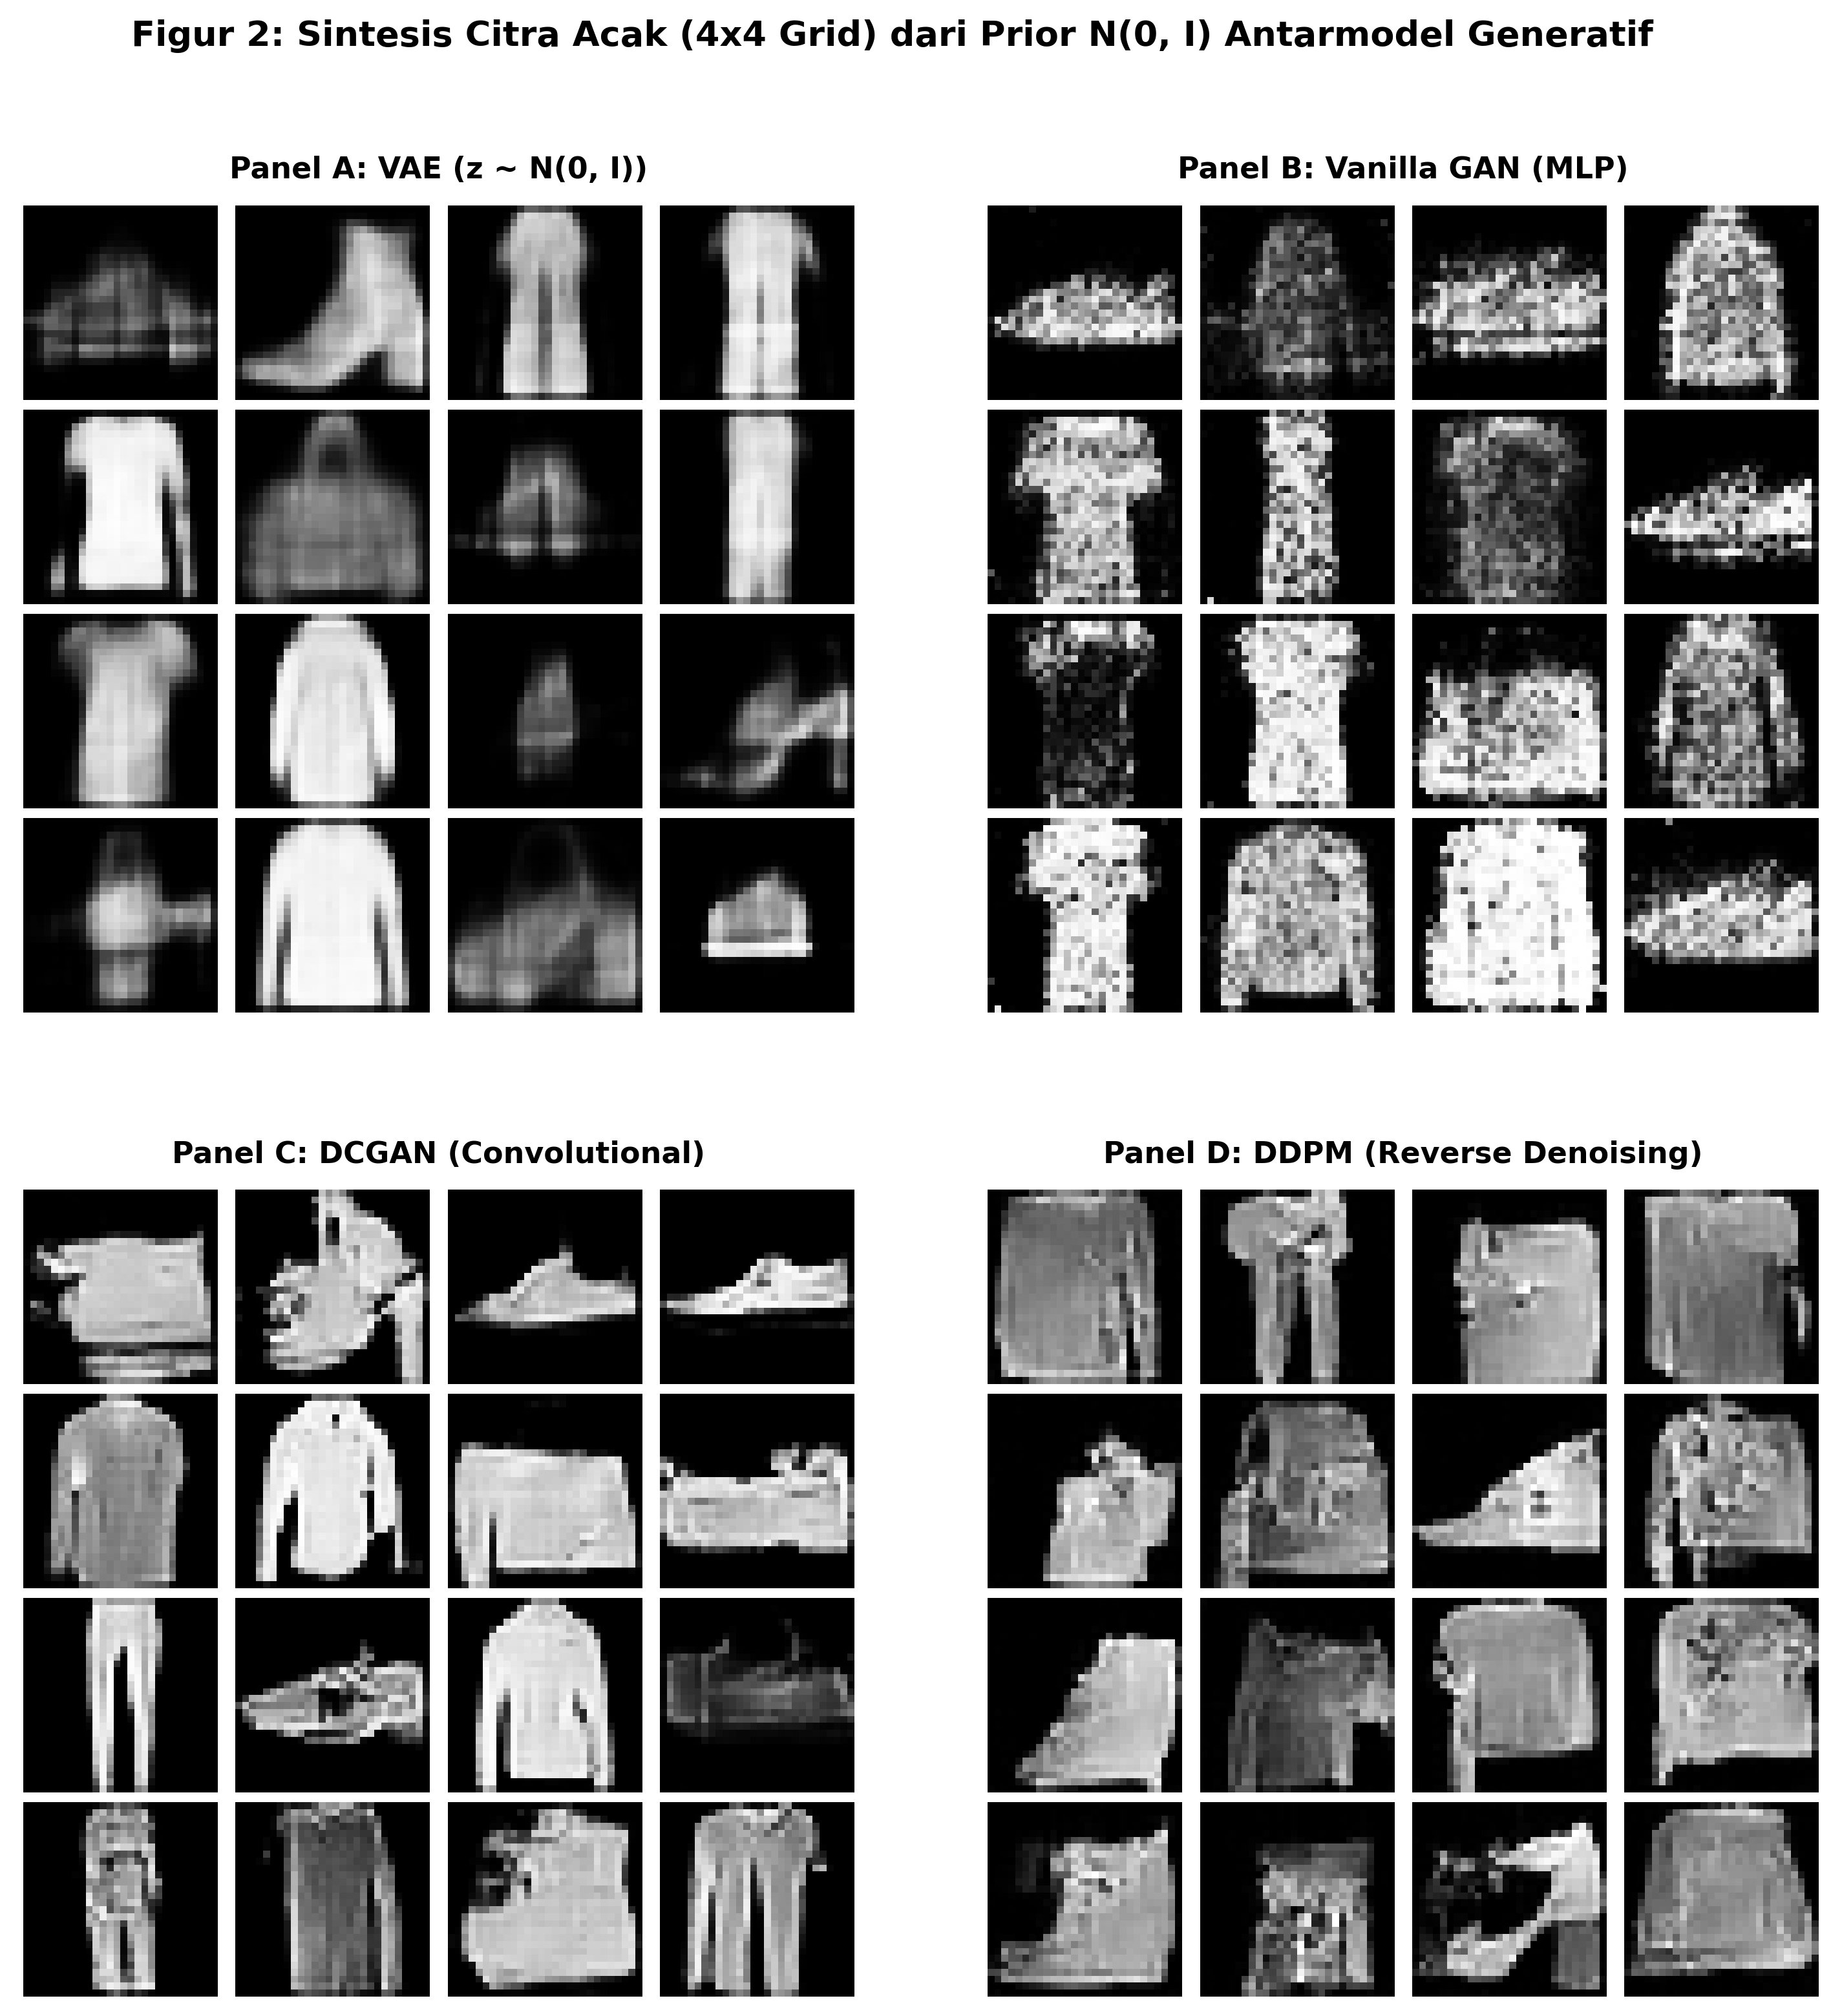 Figur 2: Sintesis Citra Acak (4x4 Grid) dari Prior N(0, I) Antarmodel Generatif
Panel A: VAE (z ~ N(0, I))
Panel B: Vanilla GAN (MLP)
Panel C: DCGAN (Convolutional)
Panel D: DDPM (Reverse Denoising)